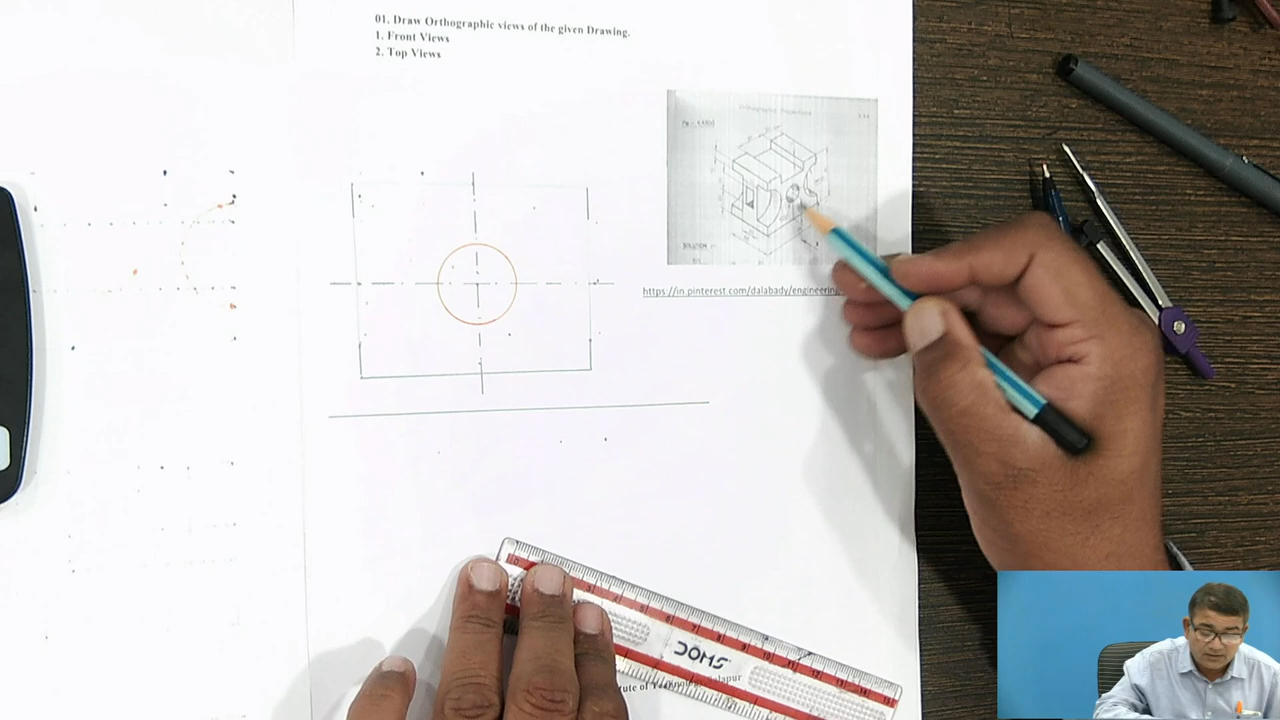 01. Draw Orthographic views of the given Drawing.
1. Front Views
2. Top Views
SOLUTION :-
https://in.pinterest.com/dalabady/engineering
DOMS